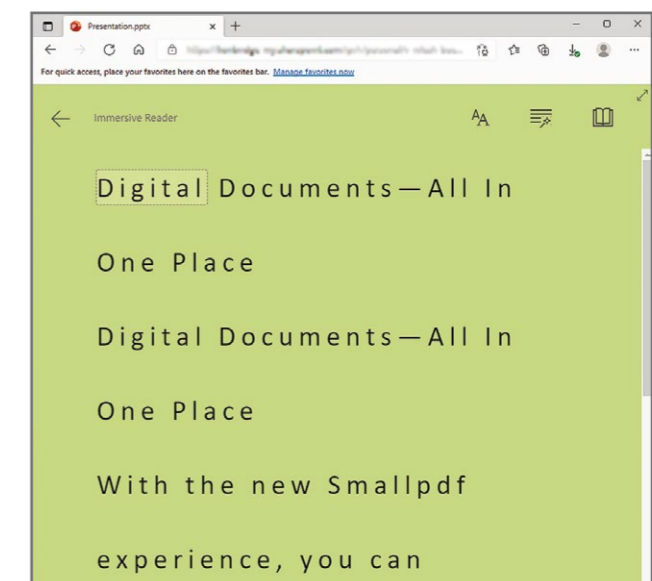 Presentation.pptx
For quick access, place your favorites here on the favorites bar. Manage favorites now
Immersive Reader
AA
Digital Documents—All In
One Place
Digital Documents—All In
One Place
With the new Smallpdf
experience, you can